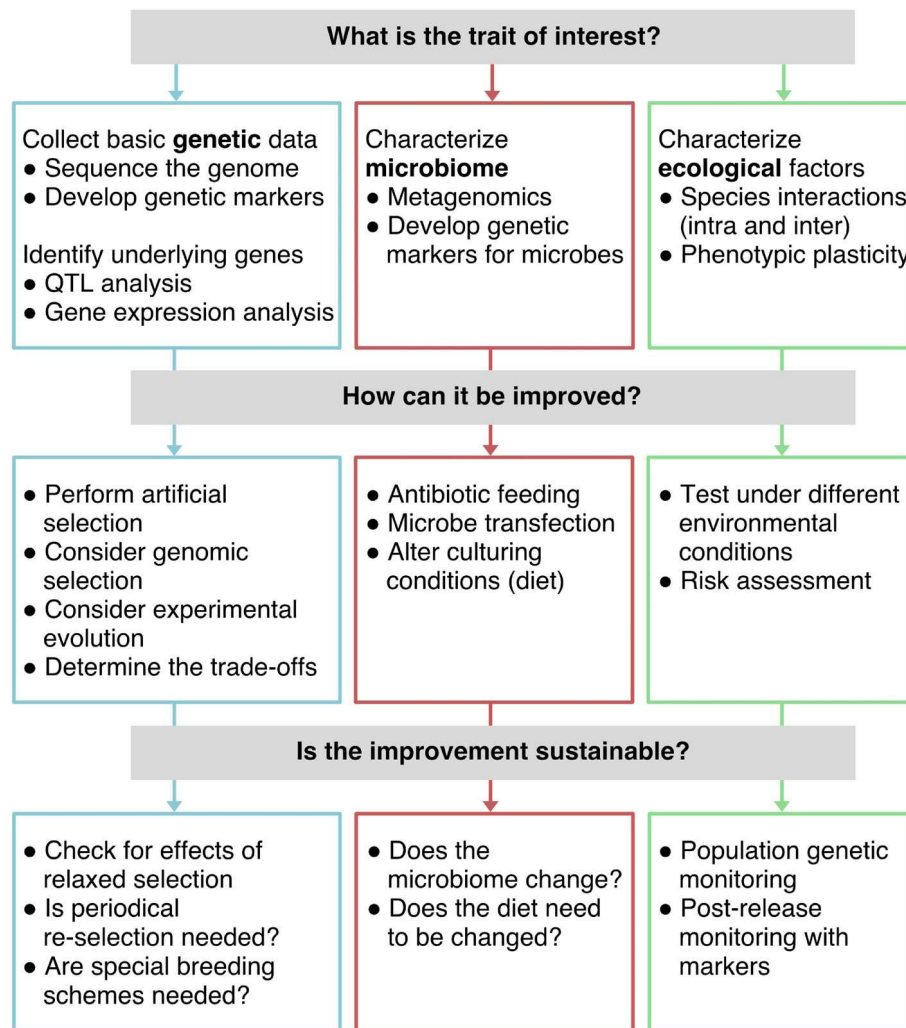 What is the trait of interest?
Collect basic genetic data
● Sequence the genome
● Develop genetic markers
Identify underlying genes
● QTL analysis
● Gene expression analysis
Characterize
microbiome
● Metagenomics
● Develop genetic
markers for microbes
Characterize
ecological factors
● Species interactions
(intra and inter)
● Phenotypic plasticity
How can it be improved?
● Perform artificial
selection
● Consider genomic
selection
● Consider experimental
evolution
● Determine the trade-offs
● Antibiotic feeding
● Microbe transfection
● Alter culturing
conditions (diet)
● Test under different
environmental
conditions
● Risk assessment
Is the improvement sustainable?
● Check for effects of
relaxed selection
● Is periodical
re-selection needed?
● Are special breeding
schemes needed?
● Does the
microbiome change?
● Does the diet need
to be changed?
● Population genetic
monitoring
● Post-release
monitoring with
markers